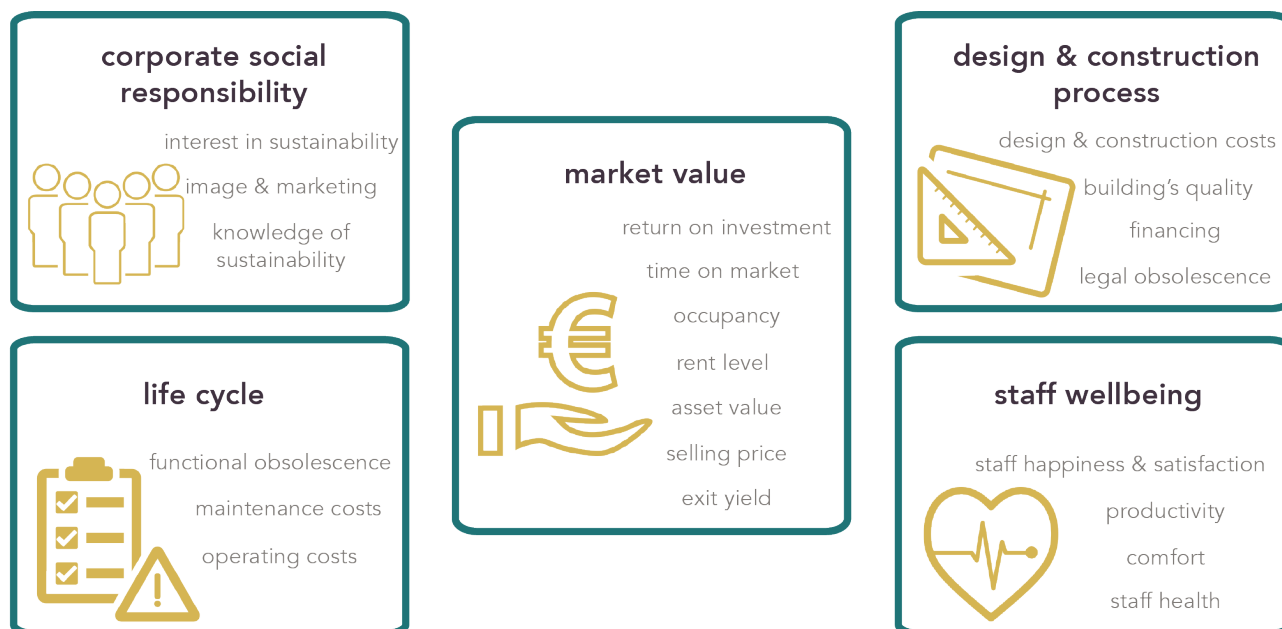 corporate social
responsibility
interest in sustainability
image & marketing
knowledge of
sustainability
life cycle
functional obsolescence
maintenance costs
operating costs
market value
return on investment
time on market
occupancy
rent level
asset value
selling price
exit yield
design & construction
process
design & construction costs
building’s quality
financing
legal obsolescence
staff wellbeing
staff happiness & satisfaction
productivity
comfort
staff health